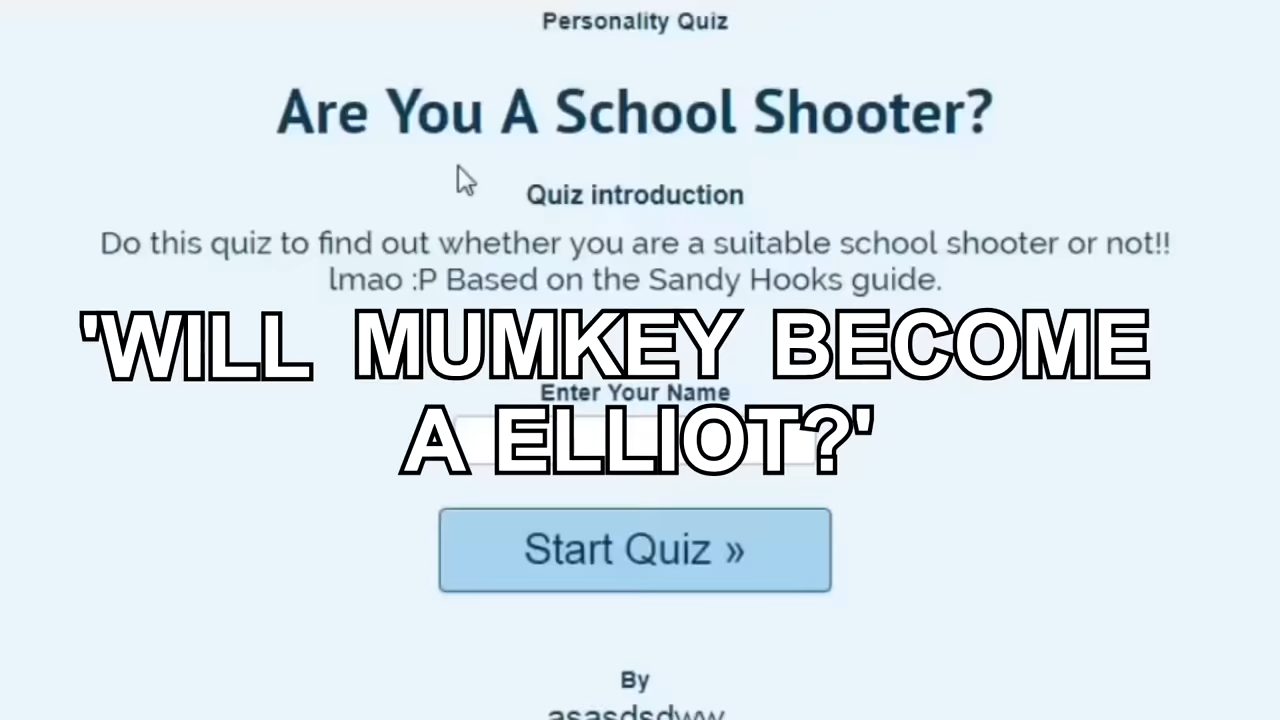 Personality Quiz
Are You A School Shooter?
Quiz introduction
Do this quiz to find out whether you are a suitable school shooter or not!!
lmao :P Based on the Sandy Hooks guide.
'WILL MUMKEY BECOME
Enter Your Name
A ELLIOT?'
Start Quiz »
By
asasdsdww